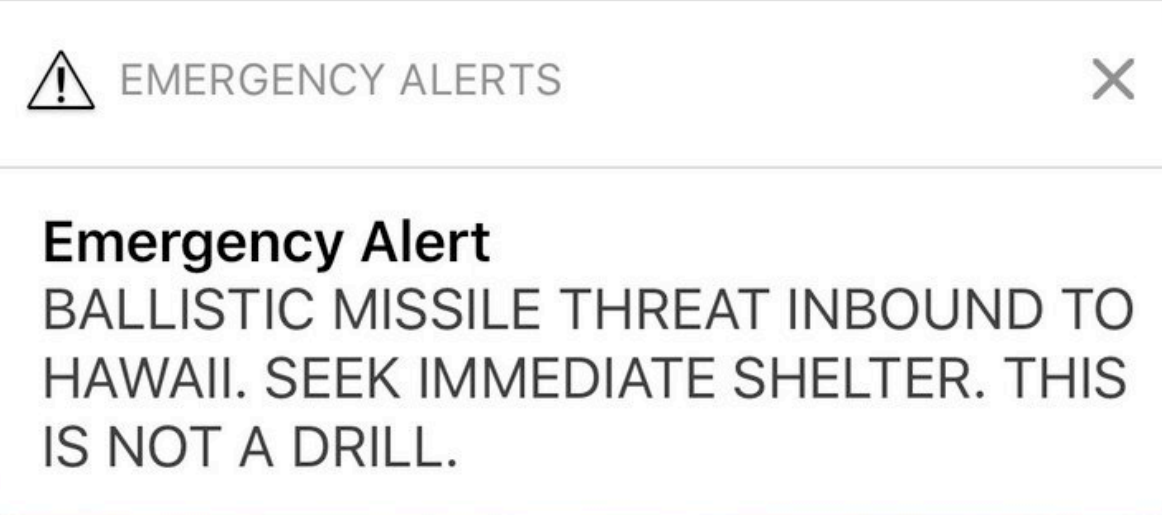 EMERGENCY ALERTS
Emergency Alert
BALLISTIC MISSILE THREAT INBOUND TO
HAWAII. SEEK IMMEDIATE SHELTER. THIS
IS NOT A DRILL.